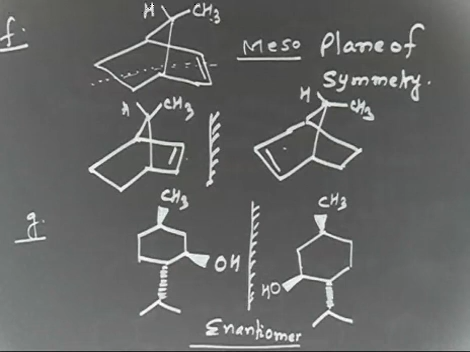 H CH3
f. Meso Plane of
Symmetry.
H CH3 H CH3
g. CH3 CH3
OH HO
Enantiomer